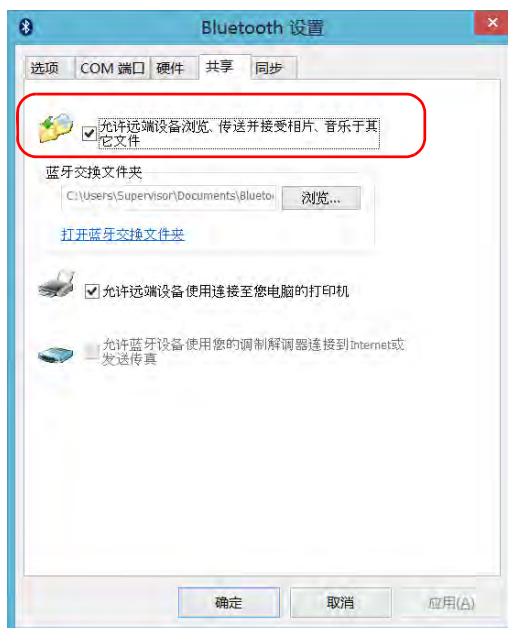 Bluetooth 设置
选项 COM 端口 硬件 共享 同步
允许远端设备浏览、传送并接受相片、音乐于其
它文件
蓝牙交换文件夹
C:\Users\Supervisor\Documents\Bluetoo
浏览...
打开蓝牙交换文件夹
允许远端设备使用连接至您电脑的打印机
允许蓝牙设备使用您的调制解调器连接到Internet或
发送传真
确定 取消 应用(A)